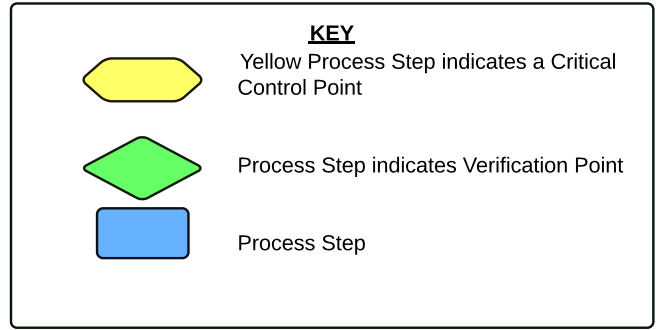 KEY
Yellow Process Step indicates a Critical
Control Point
Process Step indicates Verification Point
Process Step